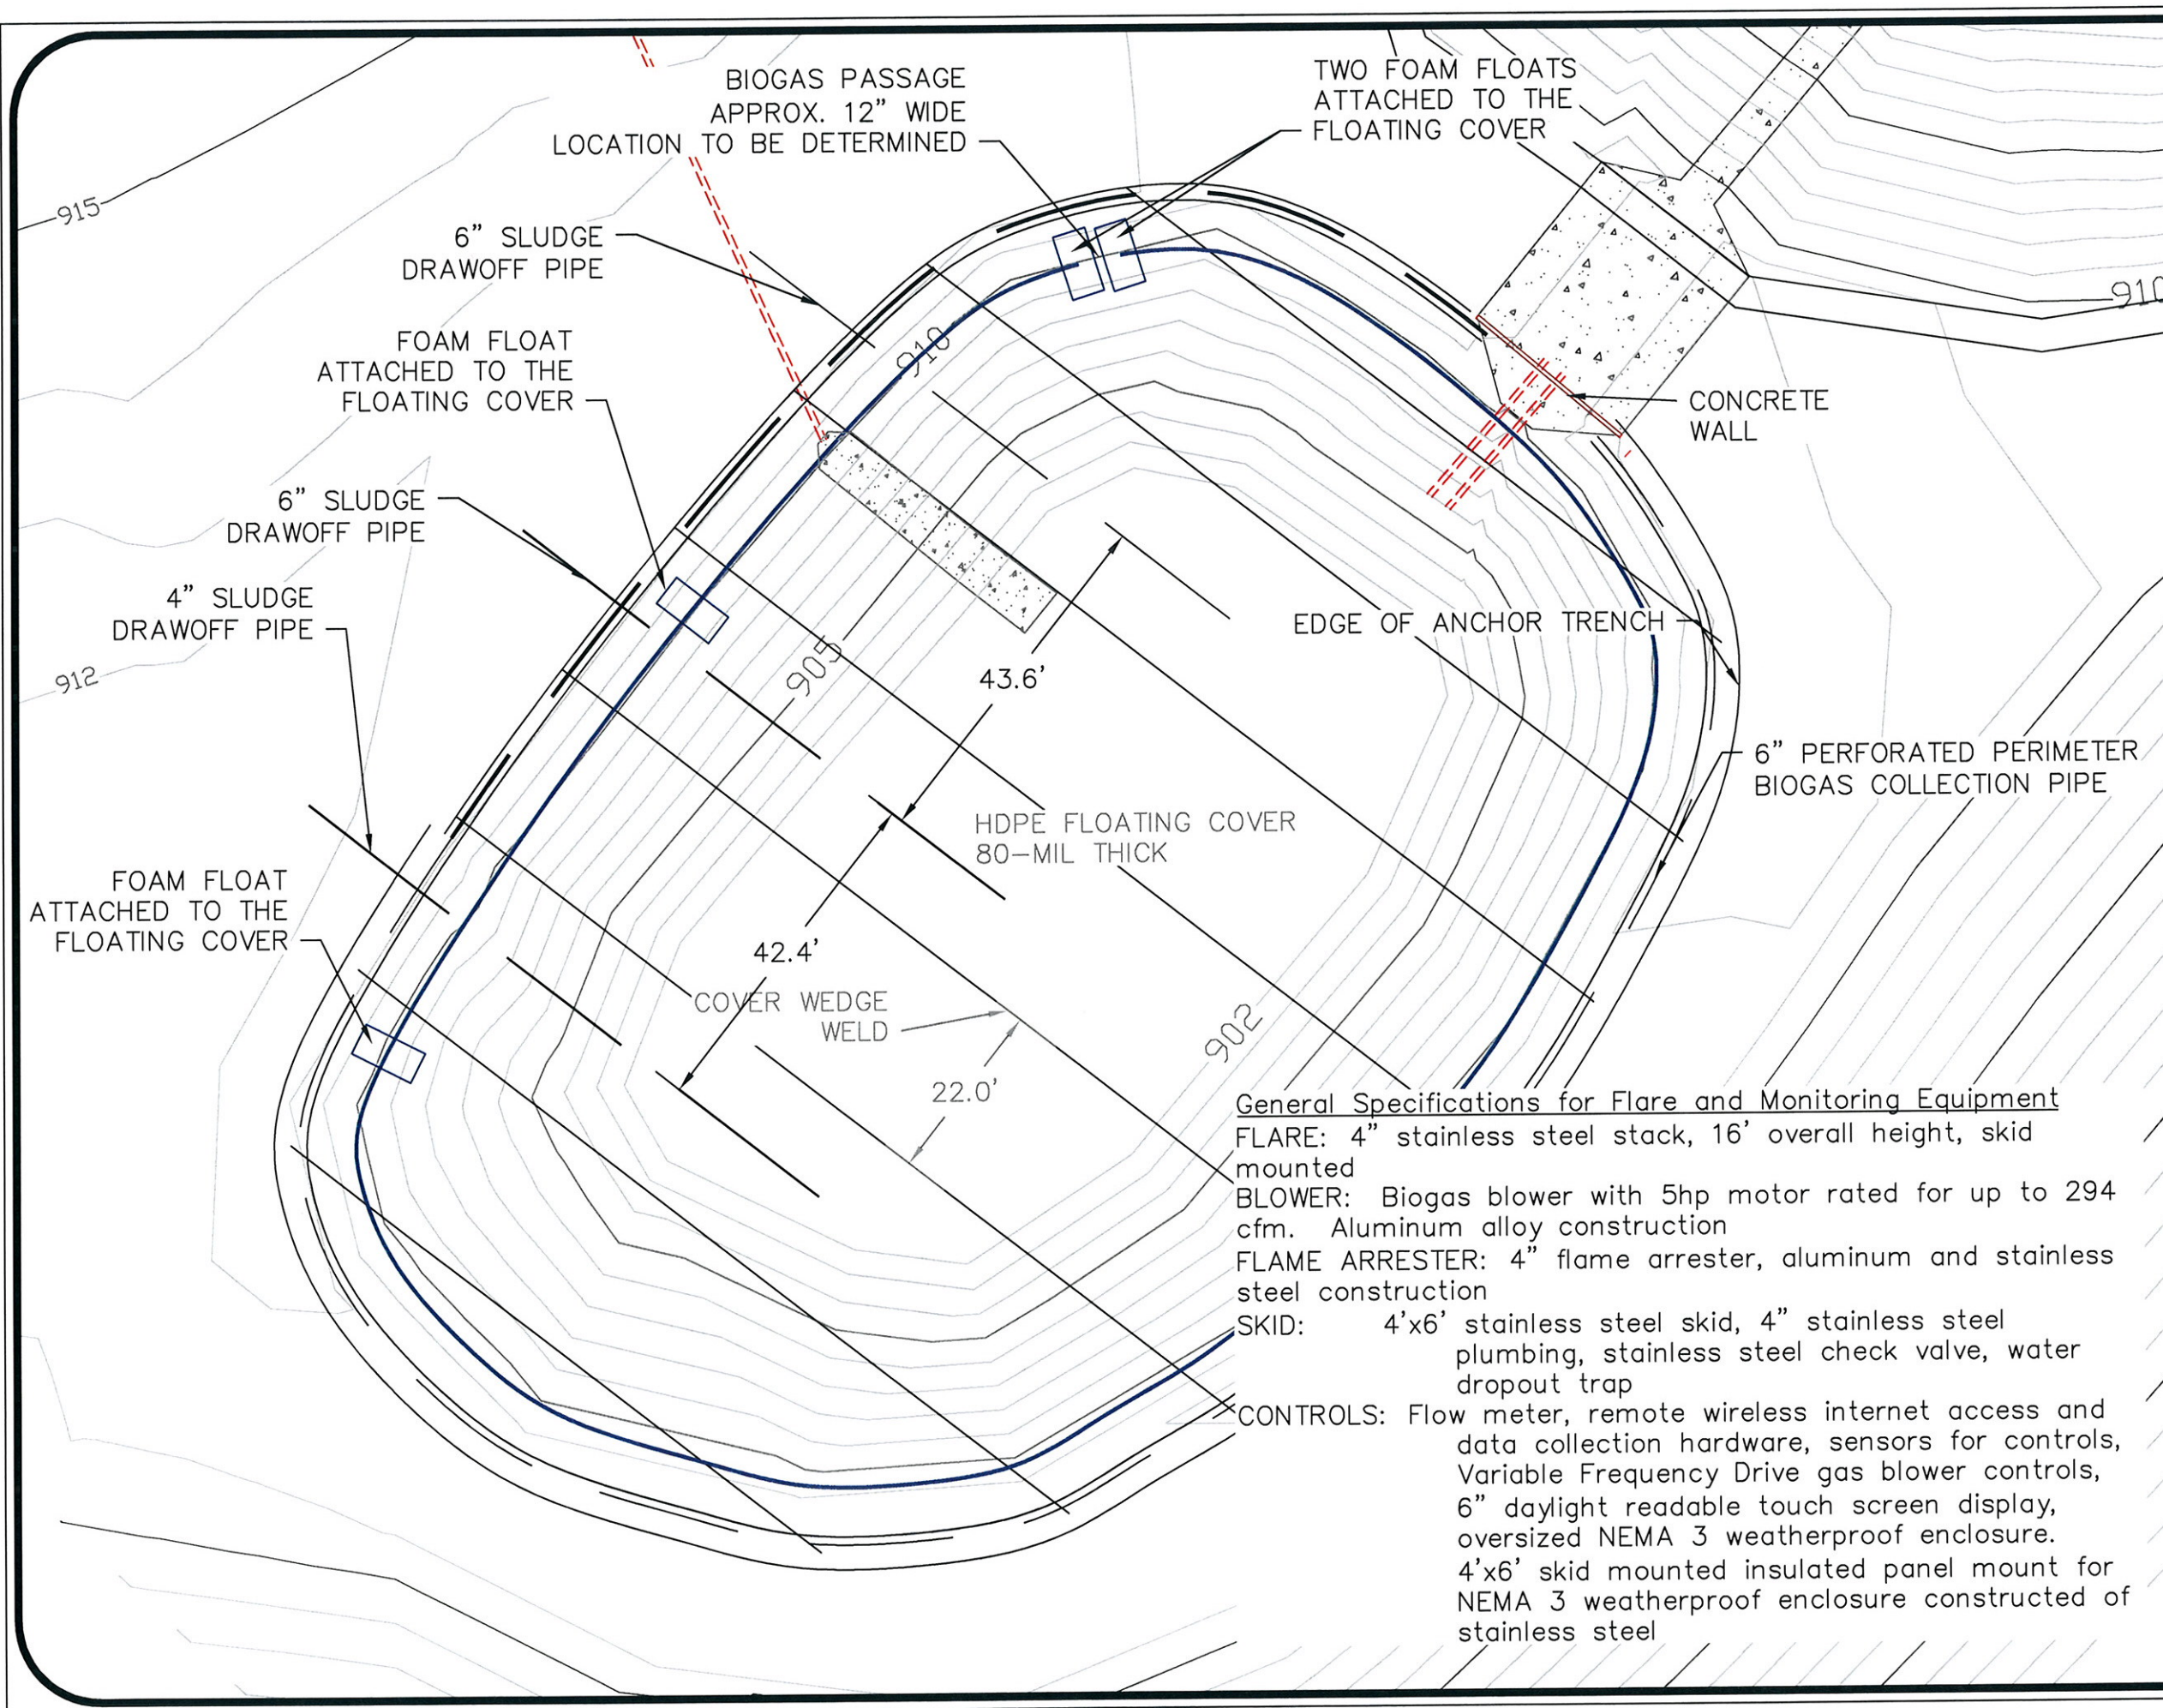 BIOGAS PASSAGE
APPROX. 12” WIDE
LOCATION TO BE DETERMINED
TWO FOAM FLOATS
ATTACHED TO THE
FLOATING COVER
915
6” SLUDGE
DRAWOFF PIPE
910
910
FOAM FLOAT
ATTACHED TO THE
FLOATING COVER
CONCRETE
WALL
6” SLUDGE
DRAWOFF PIPE
4” SLUDGE
DRAWOFF PIPE
EDGE OF ANCHOR TRENCH
905
43.6’
912
6” PERFORATED PERIMETER
BIOGAS COLLECTION PIPE
HDPE FLOATING COVER
80–MIL THICK
FOAM FLOAT
ATTACHED TO THE
FLOATING COVER
42.4’
COVER WEDGE
WELD
902
22.0’
General Specifications for Flare and Monitoring Equipment
FLARE: 4” stainless steel stack, 16’ overall height, skid
mounted
BLOWER: Biogas blower with 5hp motor rated for up to 294
cfm. Aluminum alloy construction
FLAME ARRESTER: 4” flame arrester, aluminum and stainless
steel construction
SKID: 4’x6’ stainless steel skid, 4” stainless steel
plumbing, stainless steel check valve, water
dropout trap
CONTROLS: Flow meter, remote wireless internet access and
data collection hardware, sensors for controls,
Variable Frequency Drive gas blower controls,
6” daylight readable touch screen display,
oversized NEMA 3 weatherproof enclosure.
4’x6’ skid mounted insulated panel mount for
NEMA 3 weatherproof enclosure constructed of
stainless steel